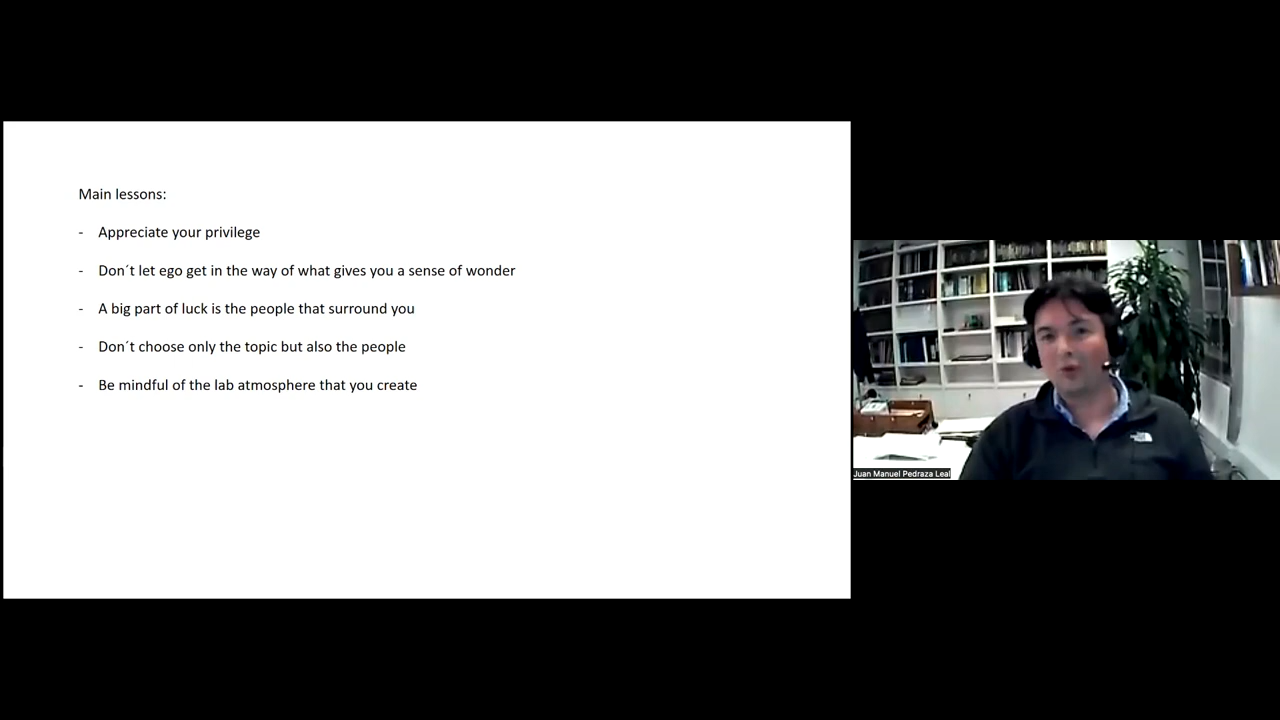 Main lessons:
- Appreciate your privilege
- Don´t let ego get in the way of what gives you a sense of wonder
- A big part of luck is the people that surround you
- Don´t choose only the topic but also the people
- Be mindful of the lab atmosphere that you create
Juan Manuel Pedraza Leal